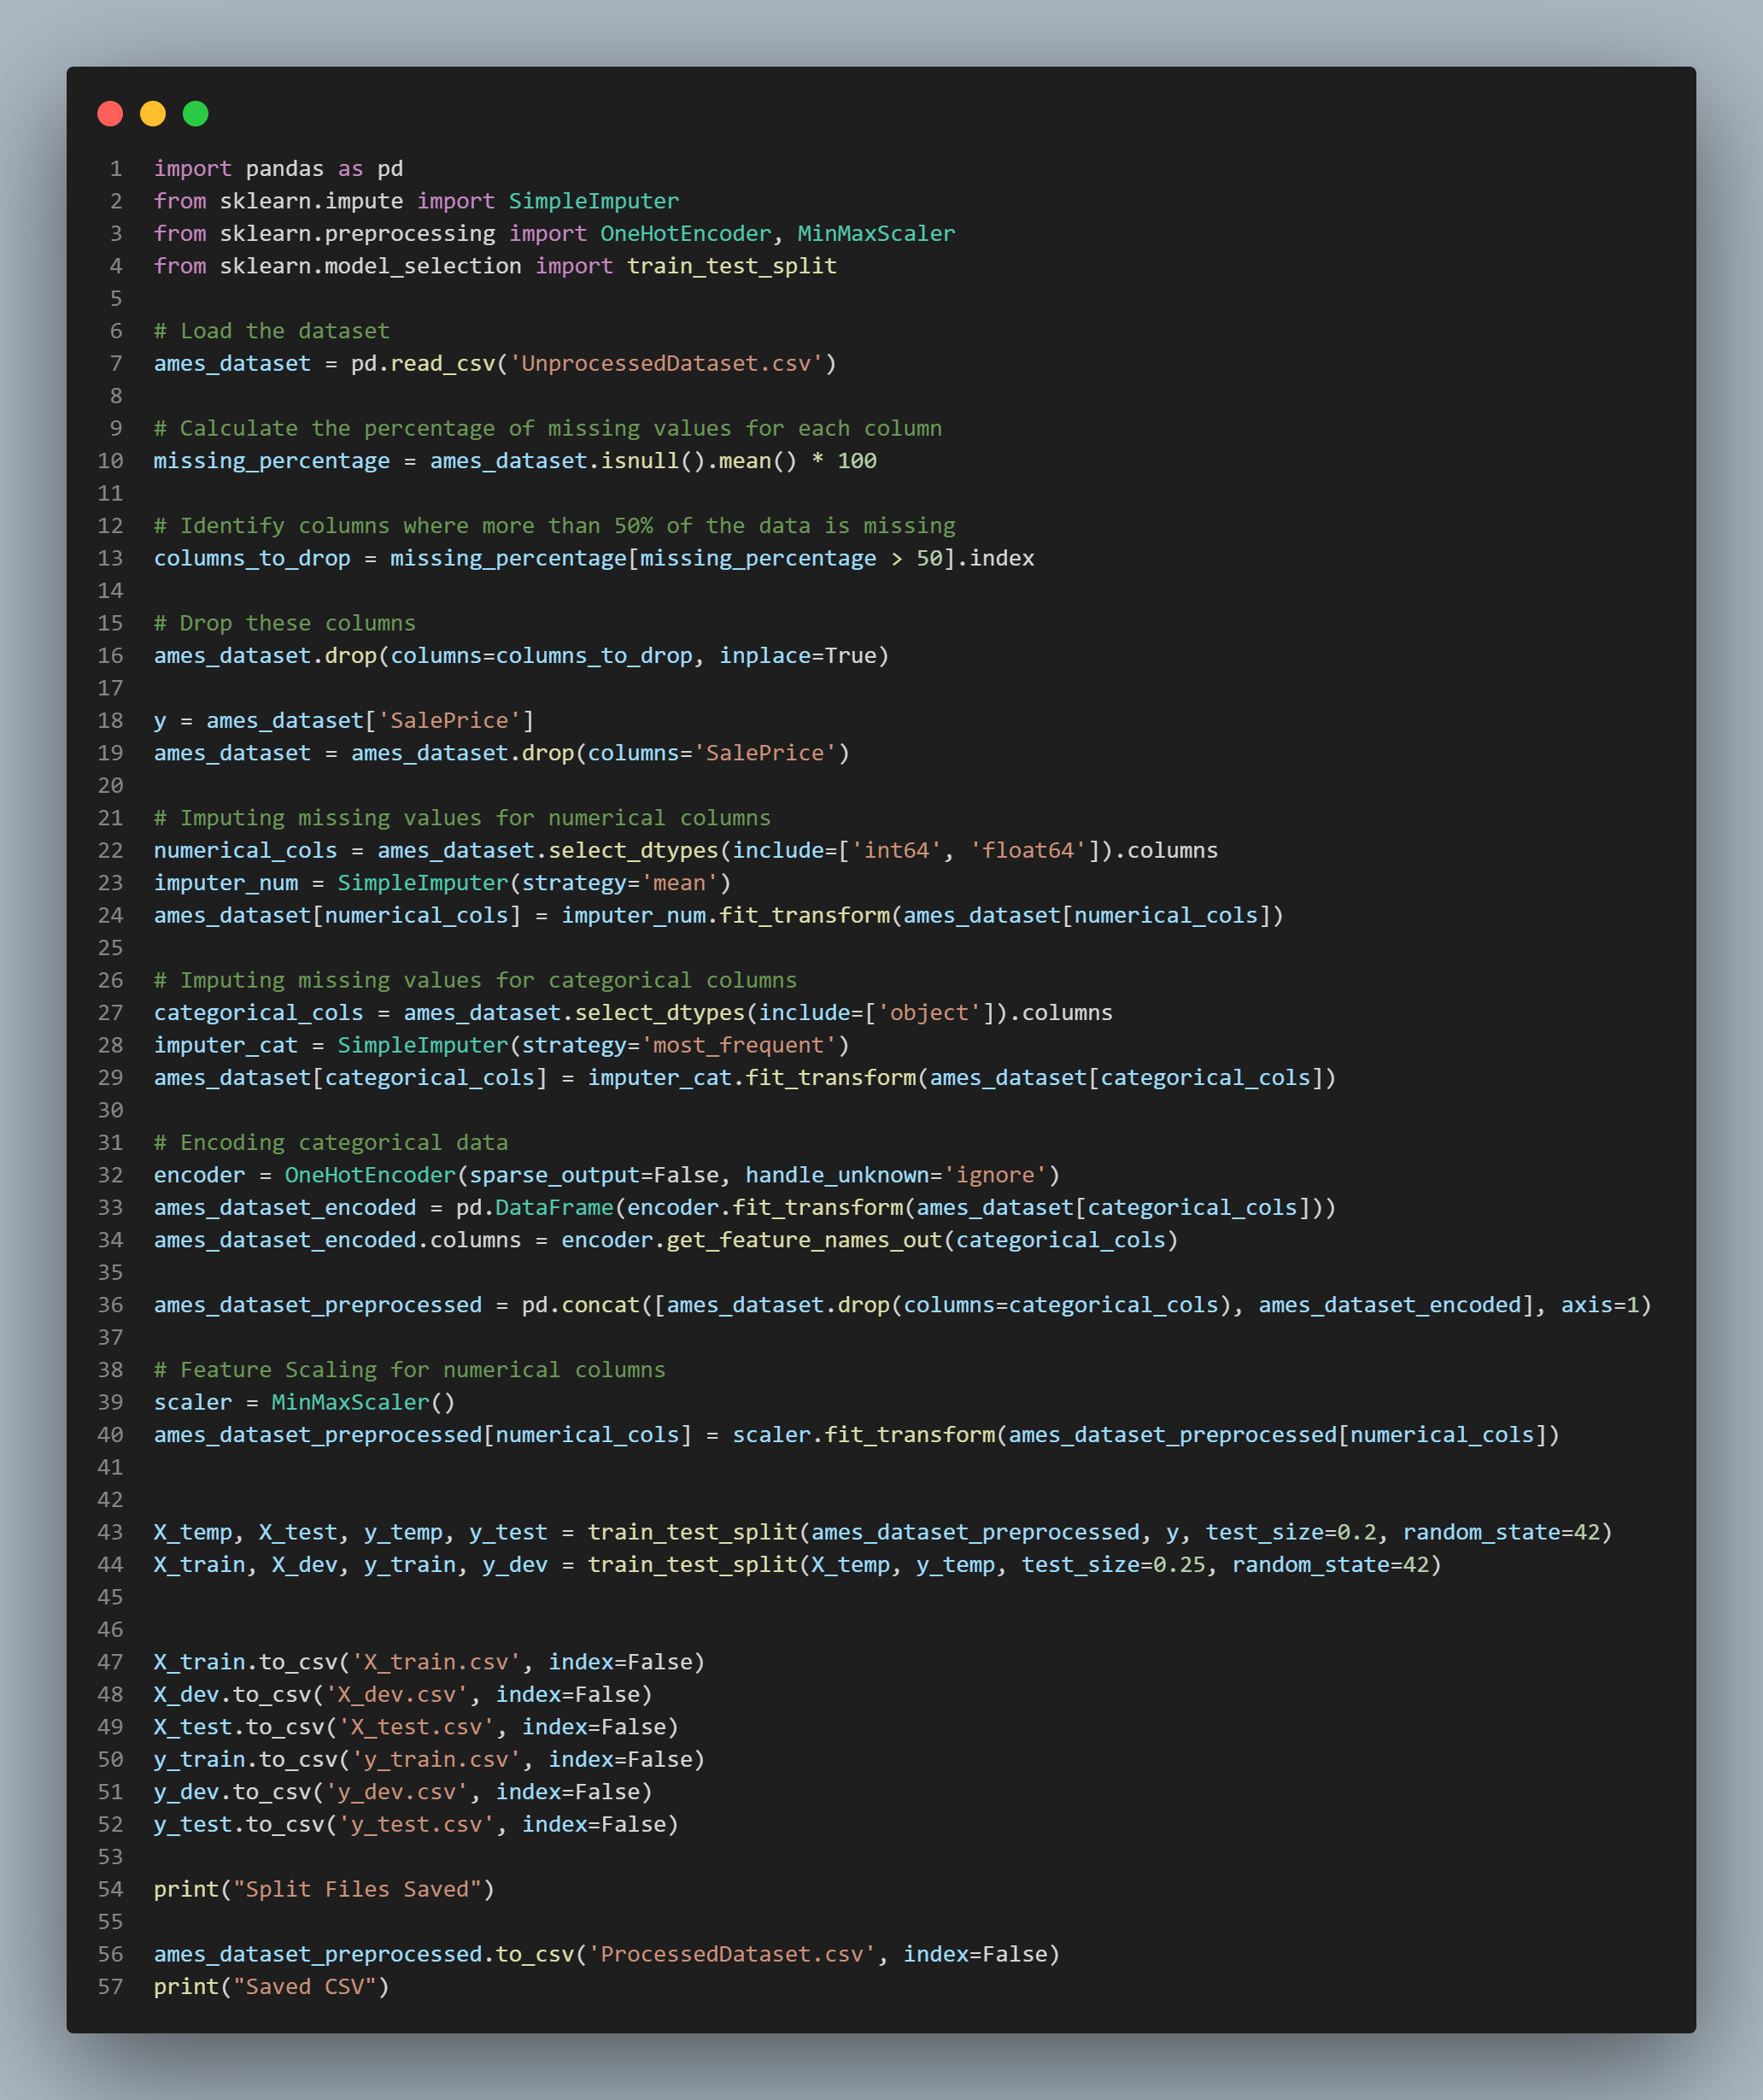 1 import pandas as pd
2 from sklearn.impute import SimpleImputer
3 from sklearn.preprocessing import OneHotEncoder, MinMaxScaler
4 from sklearn.model_selection import train_test_split
5
6 # Load the dataset
7 ames_dataset = pd.read_csv('UnprocessedDataset.csv')
8
9 # Calculate the percentage of missing values for each column
10 missing_percentage = ames_dataset.isnull().mean() * 100
11
12 # Identify columns where more than 50% of the data is missing
13 columns_to_drop = missing_percentage[missing_percentage > 50].index
14
15 # Drop these columns
16 ames_dataset.drop(columns=columns_to_drop, inplace=True)
17
18 y = ames_dataset['SalePrice']
19 ames_dataset = ames_dataset.drop(columns='SalePrice')
20
21 # Imputing missing values for numerical columns
22 numerical_cols = ames_dataset.select_dtypes(include=['int64', 'float64']).columns
23 imputer_num = SimpleImputer(strategy='mean')
24 ames_dataset[numerical_cols] = imputer_num.fit_transform(ames_dataset[numerical_cols])
25
26 # Imputing missing values for categorical columns
27 categorical_cols = ames_dataset.select_dtypes(include=['object']).columns
28 imputer_cat = SimpleImputer(strategy='most_frequent')
29 ames_dataset[categorical_cols] = imputer_cat.fit_transform(ames_dataset[categorical_cols])
30
31 # Encoding categorical data
32 encoder = OneHotEncoder(sparse_output=False, handle_unknown='ignore')
33 ames_dataset_encoded = pd.DataFrame(encoder.fit_transform(ames_dataset[categorical_cols]))
34 ames_dataset_encoded.columns = encoder.get_feature_names_out(categorical_cols)
35
36 ames_dataset_preprocessed = pd.concat([ames_dataset.drop(columns=categorical_cols), ames_dataset_encoded], axis=1)
37
38 # Feature Scaling for numerical columns
39 scaler = MinMaxScaler()
40 ames_dataset_preprocessed[numerical_cols] = scaler.fit_transform(ames_dataset_preprocessed[numerical_cols])
41
42
43 X_temp, X_test, y_temp, y_test = train_test_split(ames_dataset_preprocessed, y, test_size=0.2, random_state=42)
44 X_train, X_dev, y_train, y_dev = train_test_split(X_temp, y_temp, test_size=0.25, random_state=42)
45
46
47 X_train.to_csv('X_train.csv', index=False)
48 X_dev.to_csv('X_dev.csv', index=False)
49 X_test.to_csv('X_test.csv', index=False)
50 y_train.to_csv('y_train.csv', index=False)
51 y_dev.to_csv('y_dev.csv', index=False)
52 y_test.to_csv('y_test.csv', index=False)
53
54 print("Split Files Saved")
55
56 ames_dataset_preprocessed.to_csv('ProcessedDataset.csv', index=False)
57 print("Saved CSV")